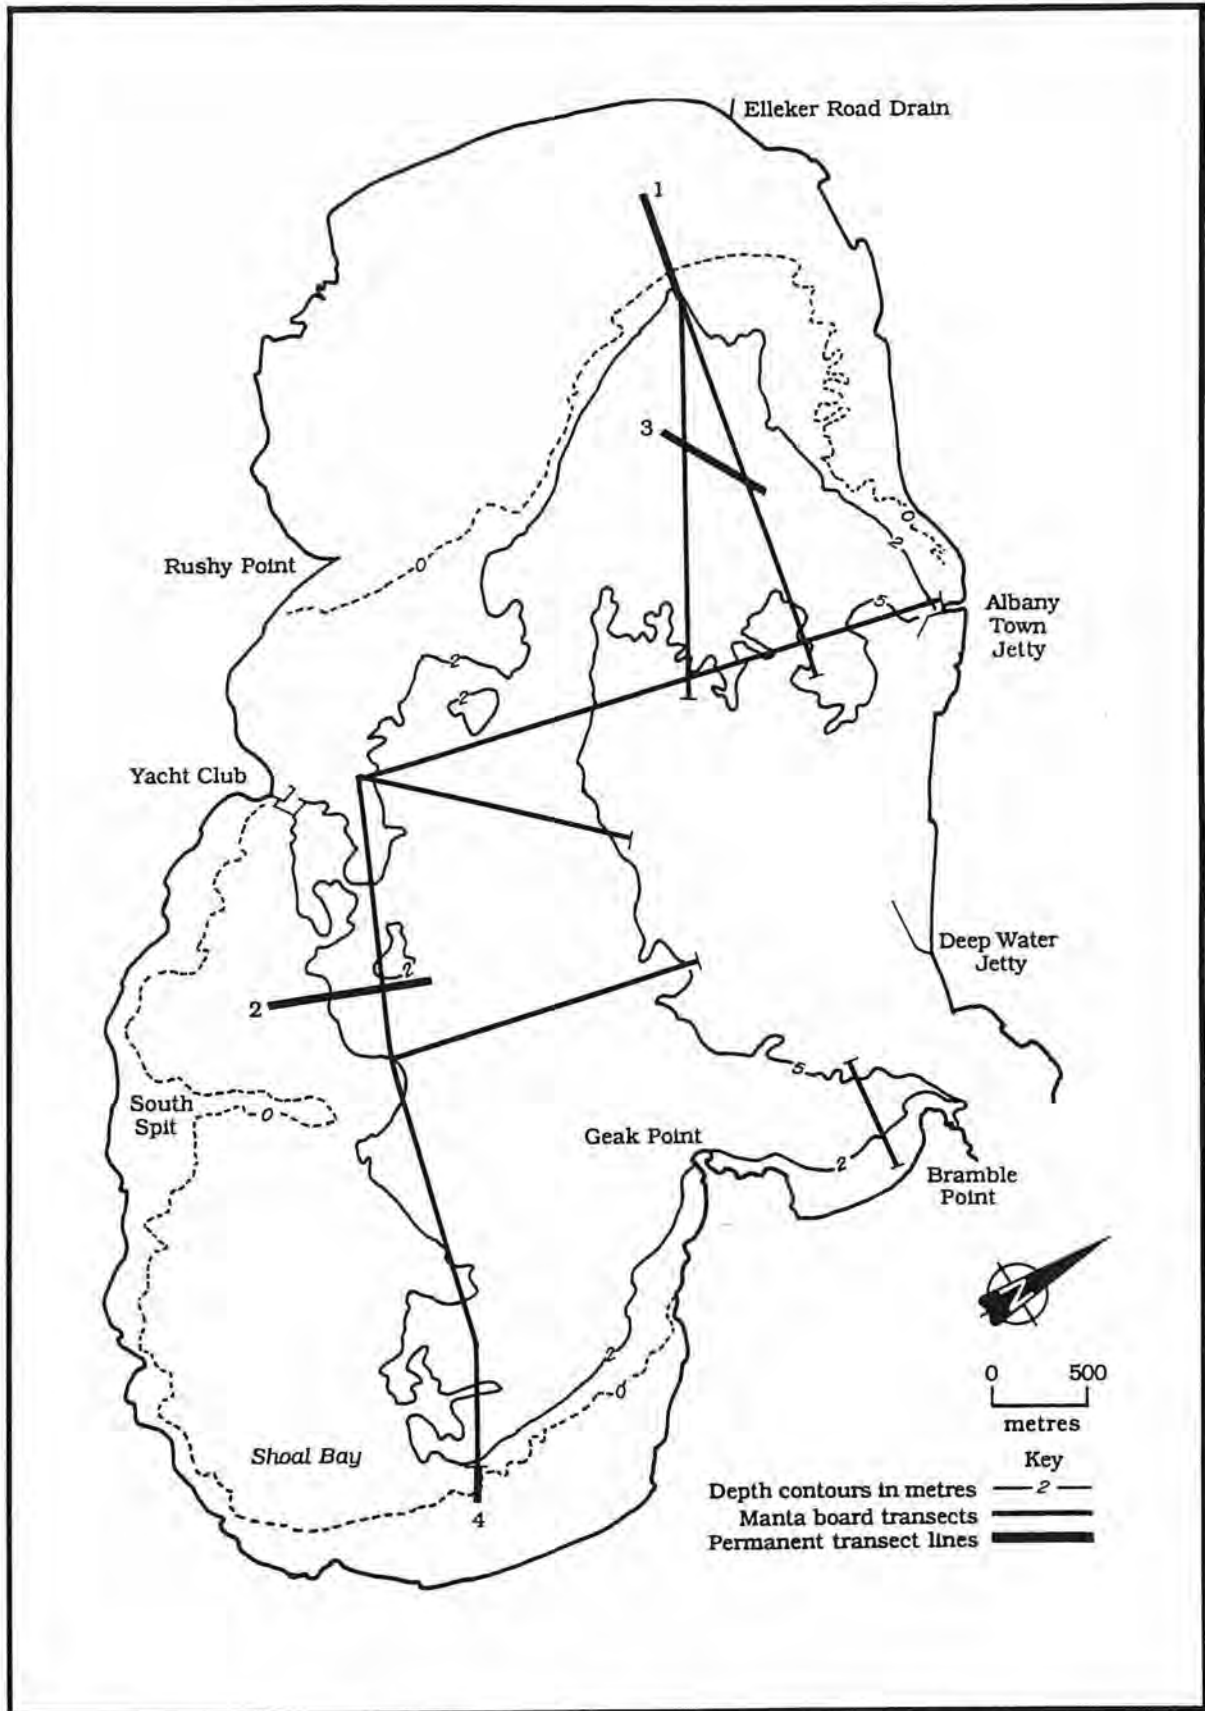 Elleker Road Drain
1
3
0
Rushy Point
0
2
5
Albany
Town
Jetty
2
2
Yacht Club
Deep Water
Jetty
2
2
South
Spit
0
5
Geak Point
2
Bramble
Point
N
2
0
0 500
metres
Shoal Bay
Key
Depth contours in metres 2
Manta board transects
Permanent transect lines
4